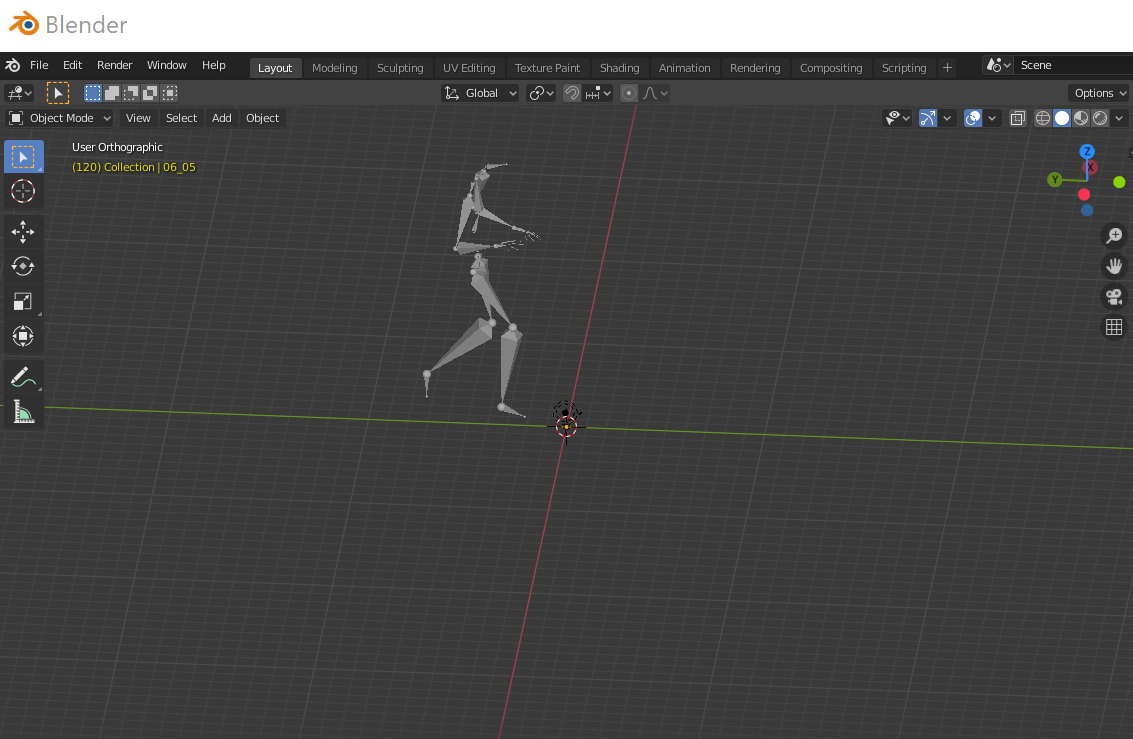 Blender
File Edit Render Window Help Layout Modeling Sculpting UV Editing Texture Paint Shading Animation Rendering Compositing Scripting + Scene
Global Options
Object Mode View Select Add Object
User Orthographic
(120) Collection | 06_05
Z
X
Y